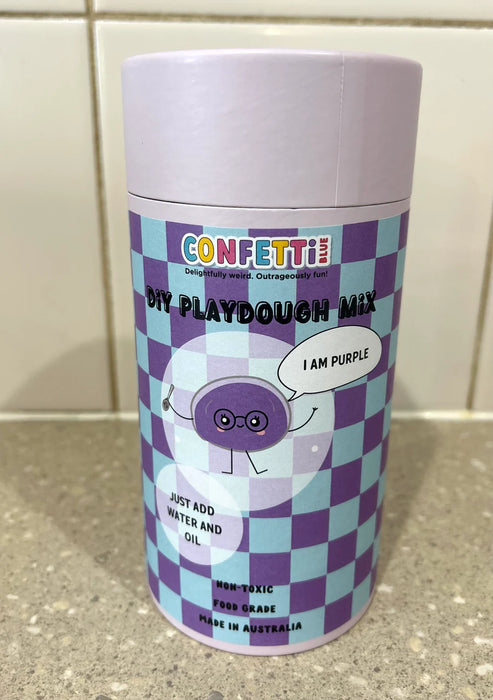 CONFETTi BLUE
Delightfully weird. Outrageously fun!
DiY PLAYDOUGH MiX
I AM PURPLE
JUST ADD
WATER AND
OIL
NON-TOXIC
FOOD GRADE
MADE IN AUSTRALIA